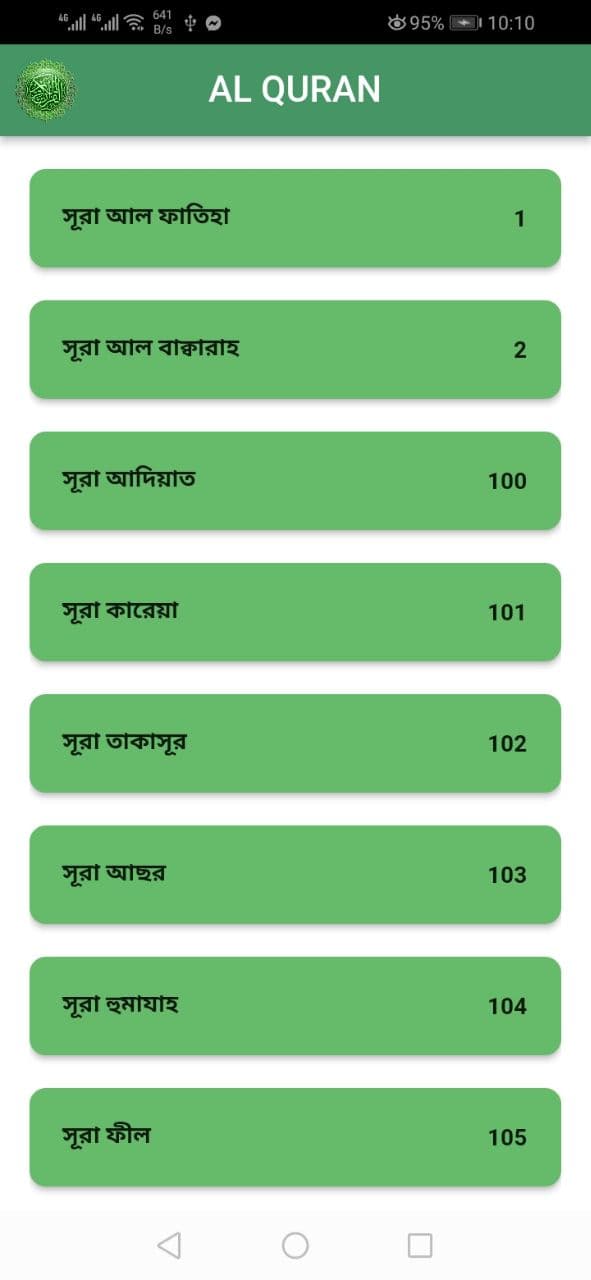 4G 4G 641 B/s 95% 10:10
AL QURAN
সূরা আল ফাতিহা 1
সূরা আল বাক্বারাহ 2
সূরা আদিয়াত 100
সূরা কারেয়া 101
সূরা তাকাসূর 102
সূরা আছর 103
সূরা হুমাযাহ 104
সূরা ফীল 105